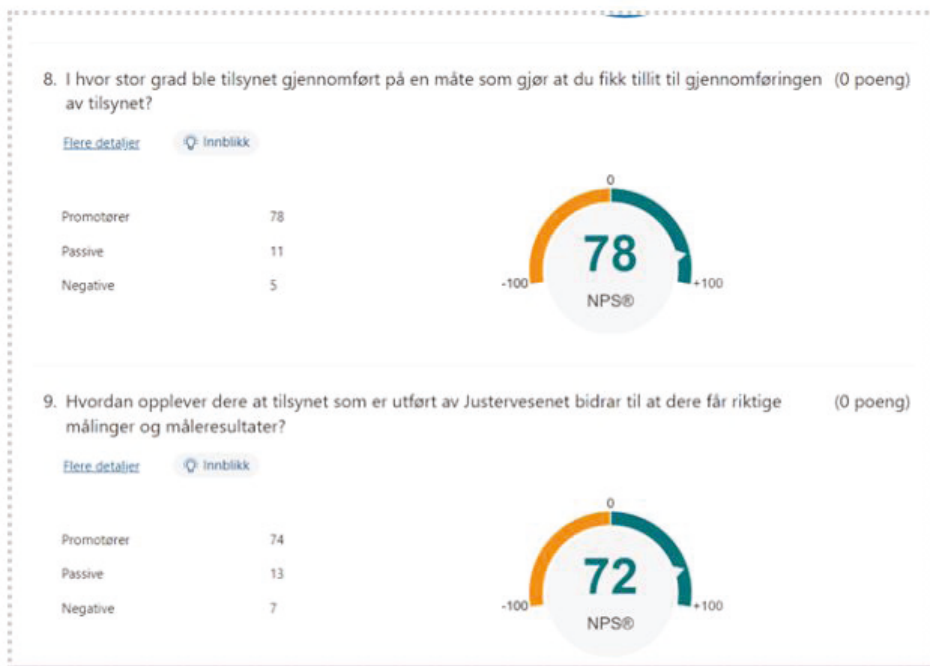 8. I hvor stor grad ble tilsynet gjennomført på en måte som gjør at du fikk tillit til gjennomføringen (0 poeng)
av tilsynet?
Flere detaljer Innblikk
Promotører 78
Passive 11
Negative 5
0
78
-100 +100
NPS®
9. Hvordan opplever dere at tilsynet som er utført av Justervesenet bidrar til at dere får riktige (0 poeng)
målinger og måleresultater?
Flere detaljer Innblikk
Promotører 74
Passive 13
Negative 7
0
72
-100 +100
NPS®